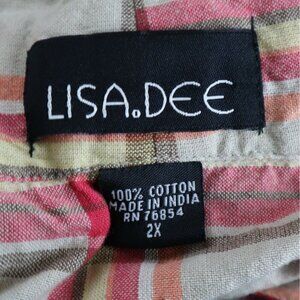 LISA.DEE
100% COTTON
MADE IN INDIA
RN 76854
2X